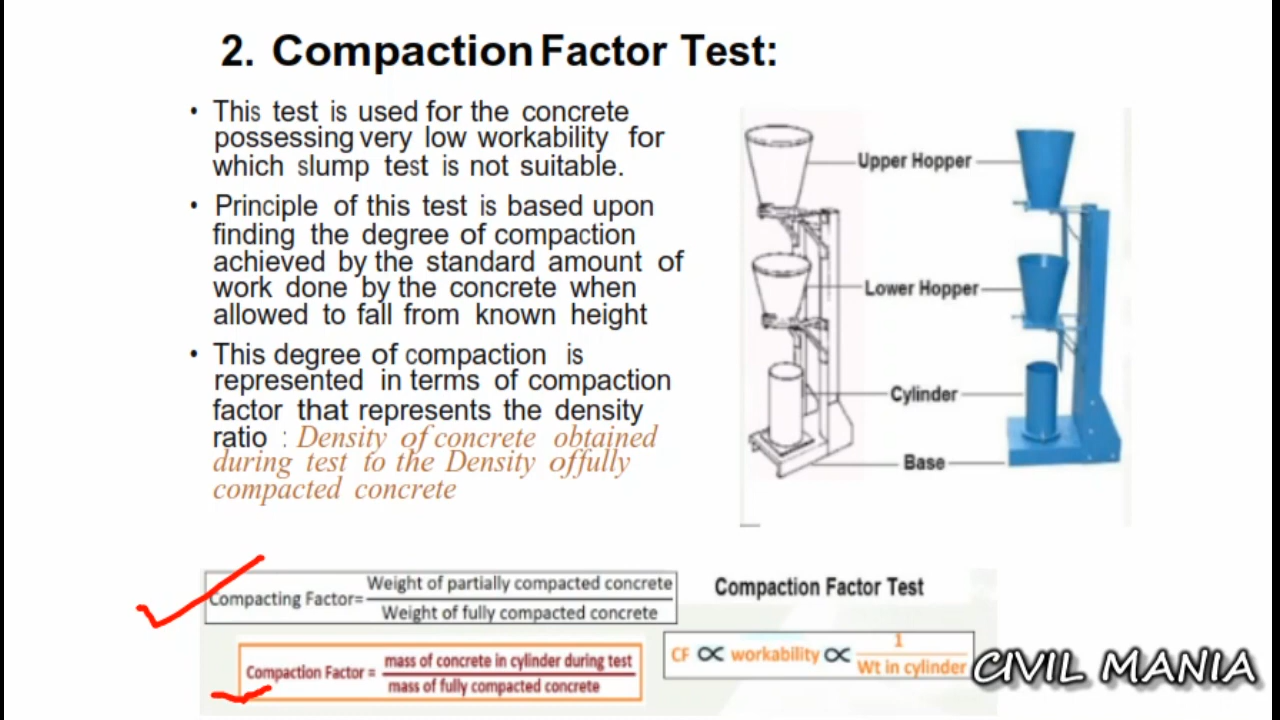 2. Compaction Factor Test:
• This test is used for the concrete
possessing very low workability for
which slump test is not suitable.
• Principle of this test is based upon
finding the degree of compaction
achieved by the standard amount of
work done by the concrete when
allowed to fall from known height
• This degree of compaction is
represented in terms of compaction
factor that represents the density
ratio : Density of concrete obtained
during test to the Density offully
compacted concrete
Upper Hopper
Lower Hopper
Cylinder
Base
Compaction Factor Test
Compacting Factor= Weight of partially compacted concrete
Weight of fully compacted concrete
Compaction Factor = mass of concrete in cylinder during test
mass of fully compacted concrete
CF ∝ workability ∝ 1
Wt in cylinder
CIVIL MANIA